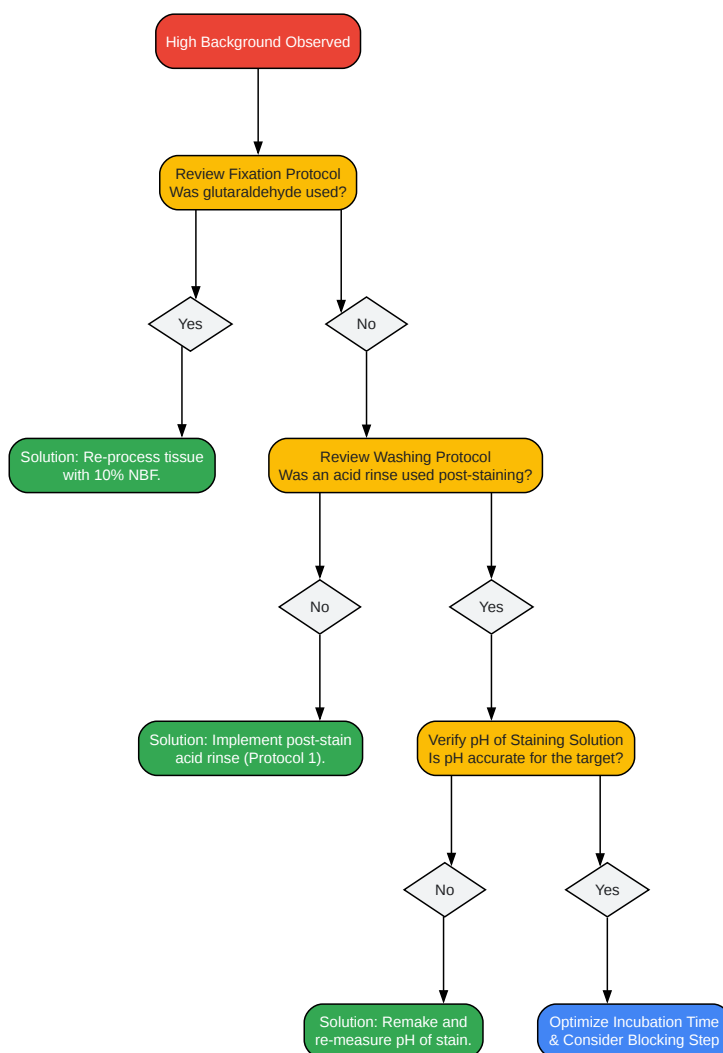 High Background Observed
Review Fixation Protocol
Was glutaraldehyde used?
Yes
No
Solution: Re-process tissue
with 10% NBF.
Review Washing Protocol
Was an acid rinse used post-staining?
No
Yes
Solution: Implement post-stain
acid rinse (Protocol 1).
Verify pH of Staining Solution
Is pH accurate for the target?
No
Yes
Solution: Remake and
re-measure pH of stain.
Optimize Incubation Time
& Consider Blocking Step